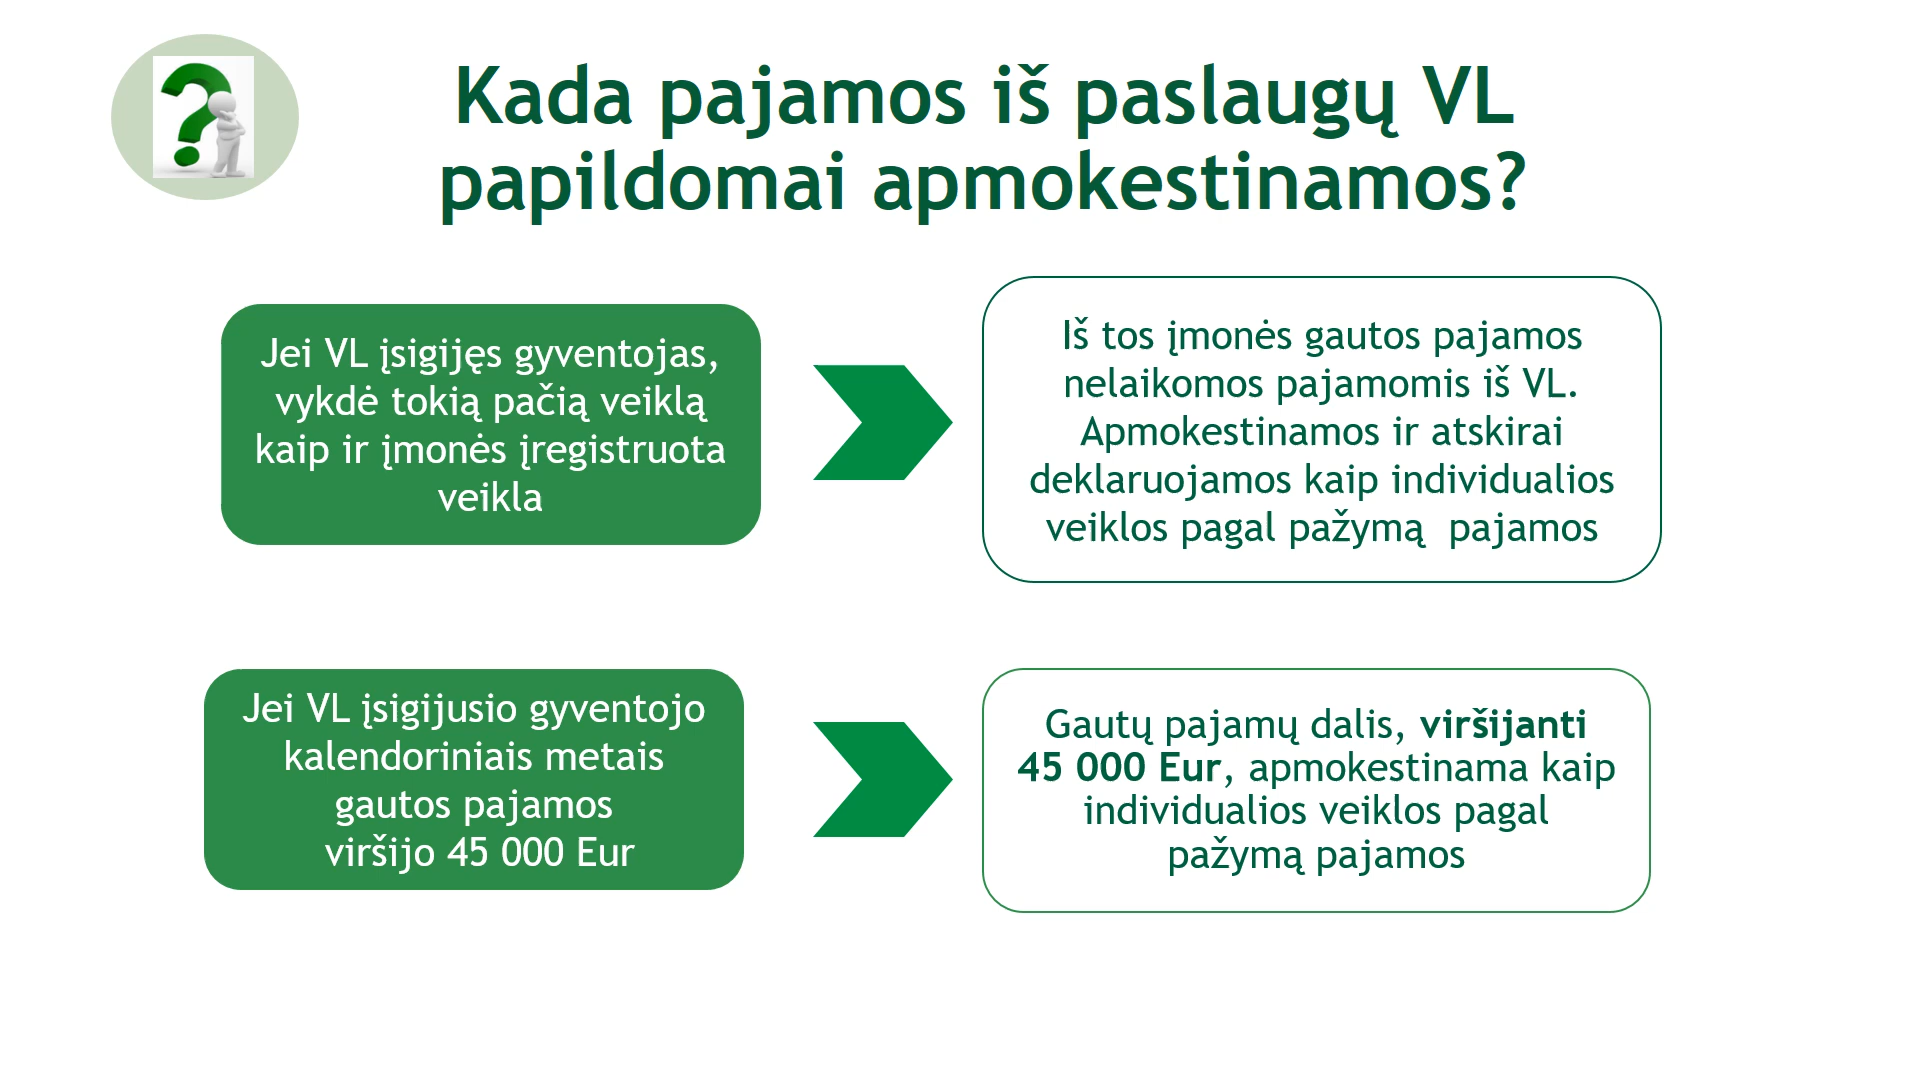 Kada pajamos iš paslaugų VL
papildomai apmokestinamos?
Jei VL įsigijęs gyventojas,
vykdė tokią pačią veiklą
kaip ir įmonės įregistruota
veikla
Iš tos įmonės gautos pajamos
nelaikomos pajamomis iš VL.
Apmokestinamos ir atskirai
deklaruojamos kaip individualios
veiklos pagal pažymą  pajamos
Jei VL įsigijusio gyventojo
kalendoriniais metais
gautos pajamos
viršijo 45 000 Eur
Gautų pajamų dalis, viršijanti
45 000 Eur, apmokestinama kaip
individualios veiklos pagal
pažymą pajamos